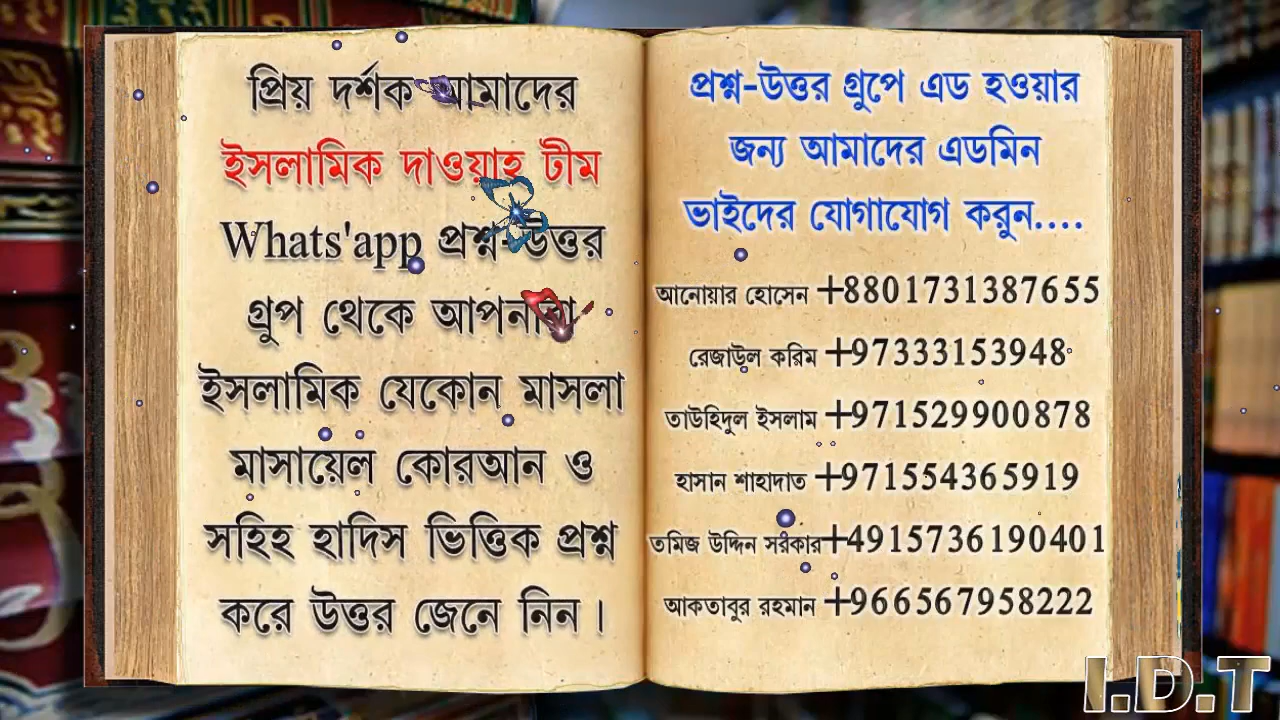 প্রিয় দর্শক আমাদের
ইসলামিক দাওয়াহ টীম
Whats'app প্রশ্ন-উত্তর
গ্রুপ থেকে আপনারা
ইসলামিক যেকোন মাসলা
মাসায়েল কোরআন ও
সহিহ হাদিস ভিত্তিক প্রশ্ন
করে উত্তর জেনে নিন।
প্রশ্ন-উত্তর গ্রুপে এড হওয়ার
জন্য আমাদের এডমিন
ভাইদের যোগাযোগ করুন....
আনোয়ার হোসেন +8801731387655
রেজাউল করিম +97333153948
তাউহিদুল ইসলাম +971529900878
হাসান শাহাদাত +971554365919
তমিজ উদ্দিন সরকার+4915736190401
আকতাবুর রহমান +966567958222
I.D.T